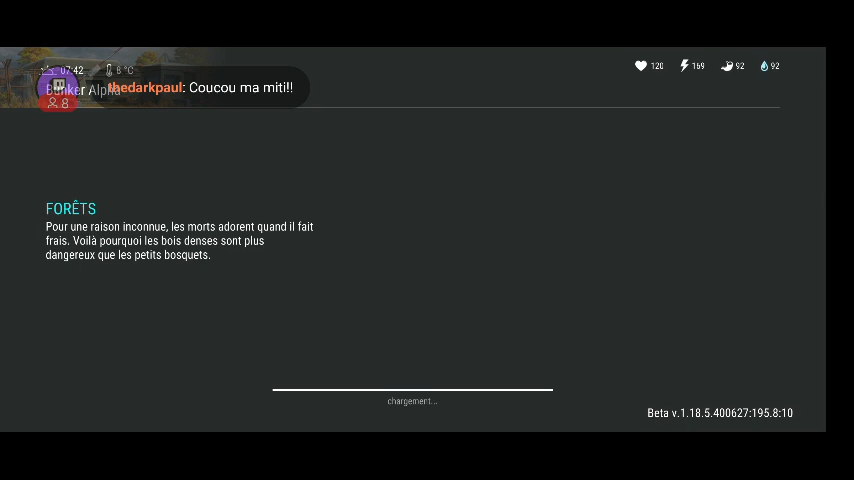 07:42 8 °C
120 169 92 92
Bunker Alpha
thedarkpaul: Coucou ma miti!!
8
FORÊTS
Pour une raison inconnue, les morts adorent quand il fait
frais. Voilà pourquoi les bois denses sont plus
dangereux que les petits bosquets.
chargement...
Beta v.1.18.5.400627:195.8:10